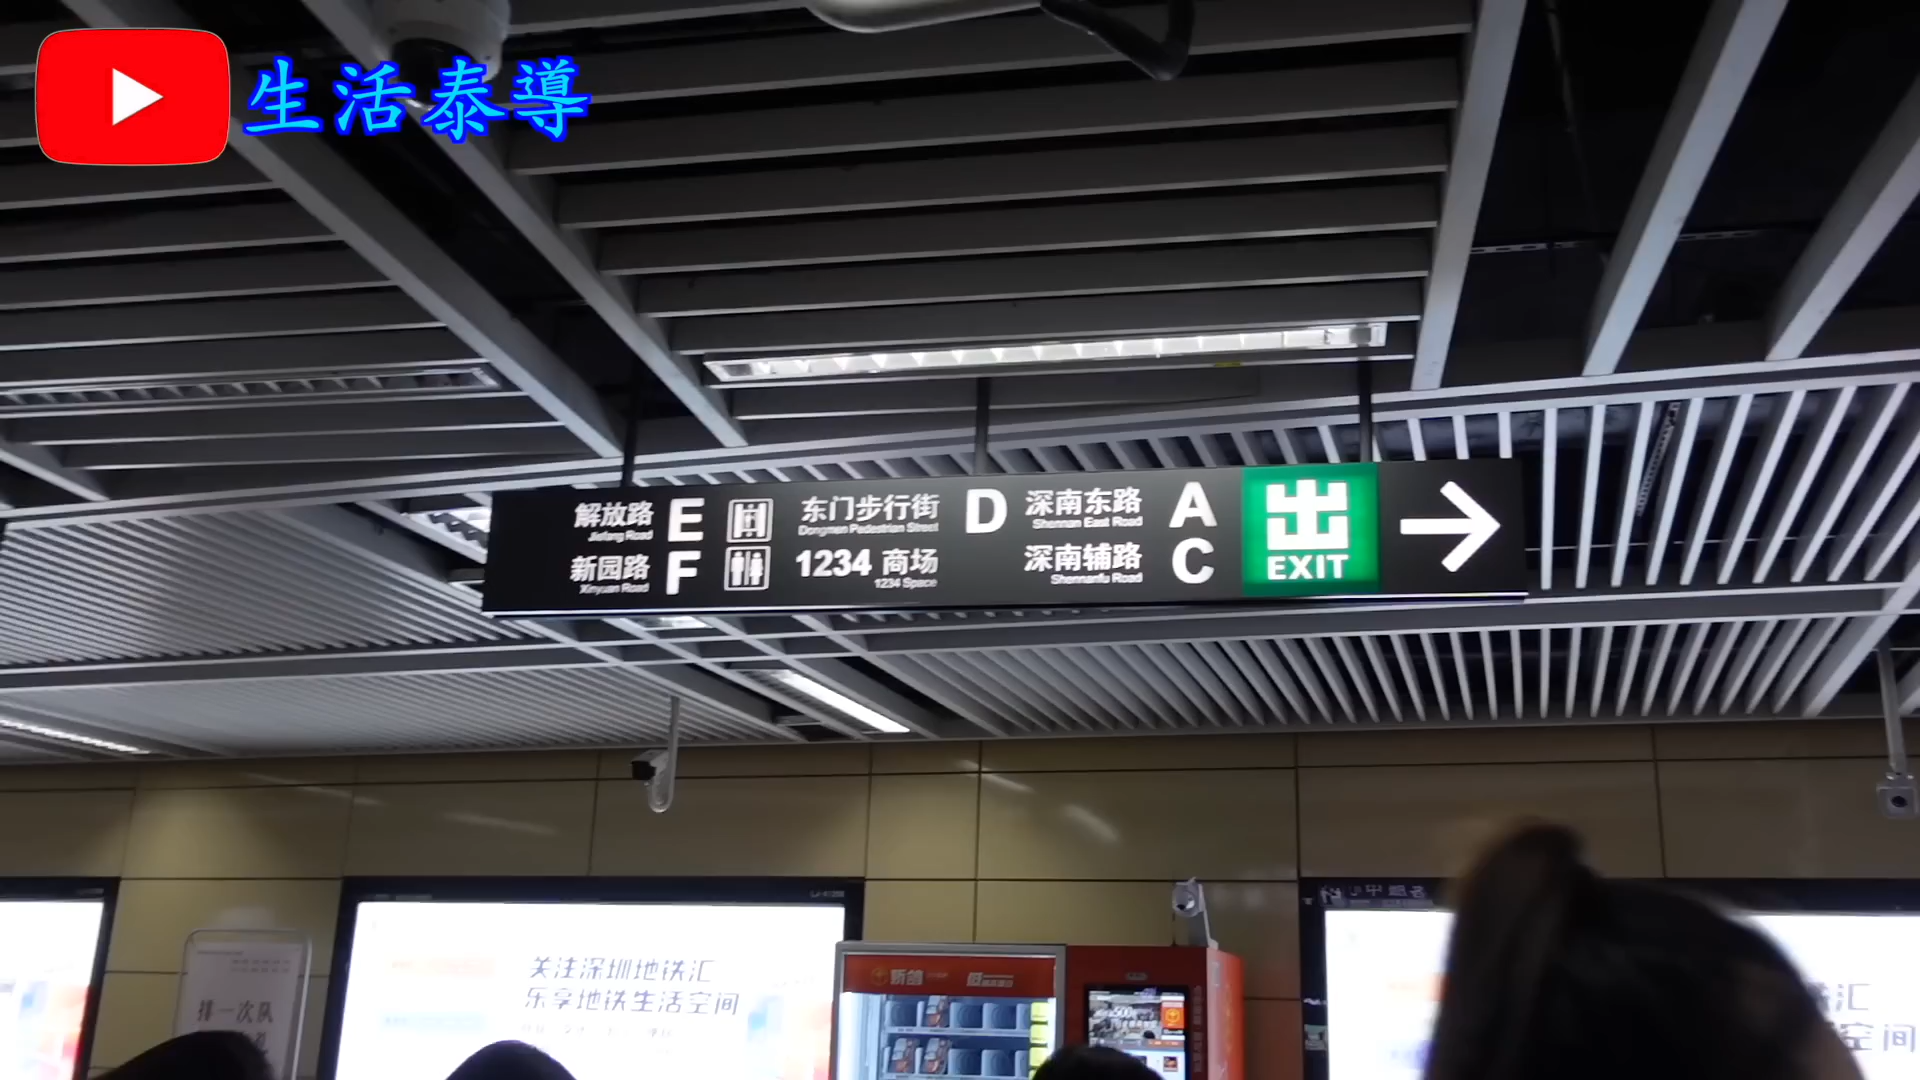 生活泰導
解放路
Jiefang Road
E
新园路
Xinyuan Road
F
东门步行街
Dongmen Pedestrian Street
1234 商场
1234 Space
D
深南东路
Shennan East Road
A
深南辅路
Shennanfu Road
C
出
EXIT
关注深圳地铁汇
乐享地铁生活空间
排一次队